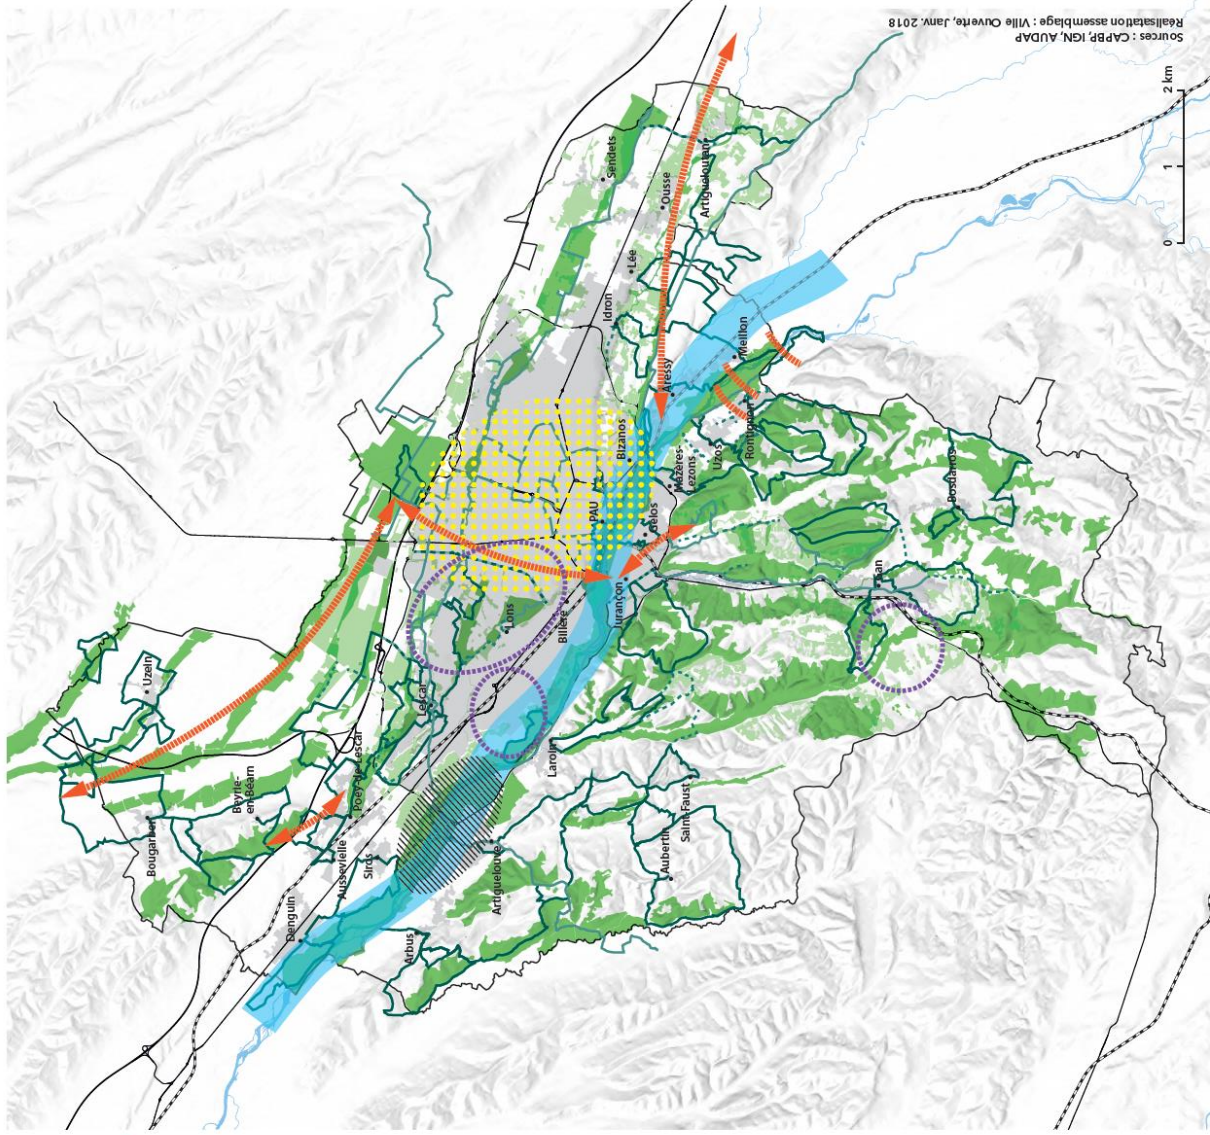 Sources : CAPBP, IGN, AUDAP
Réalisatation assemblage : Ville Ouverte, Janv. 2018
0 1 2 km
Sendets
Ousse
Artigueloutan
Lée
Idron
Meillon
Aressy
Bizanos
Rontignon
Uzos
Mazères-
Lezons
Bosdarros
PAU
Gelos
Gan
Jurançon
Billère
Lons
Uzein
Lescar
Laroin
Poey-de-Lescar
Beyrie-
en-Béarn
Bougarber
Saint-Faust
Aubertin
Aussevielle
Siros
Artiguelouve
Denguin
Arbus